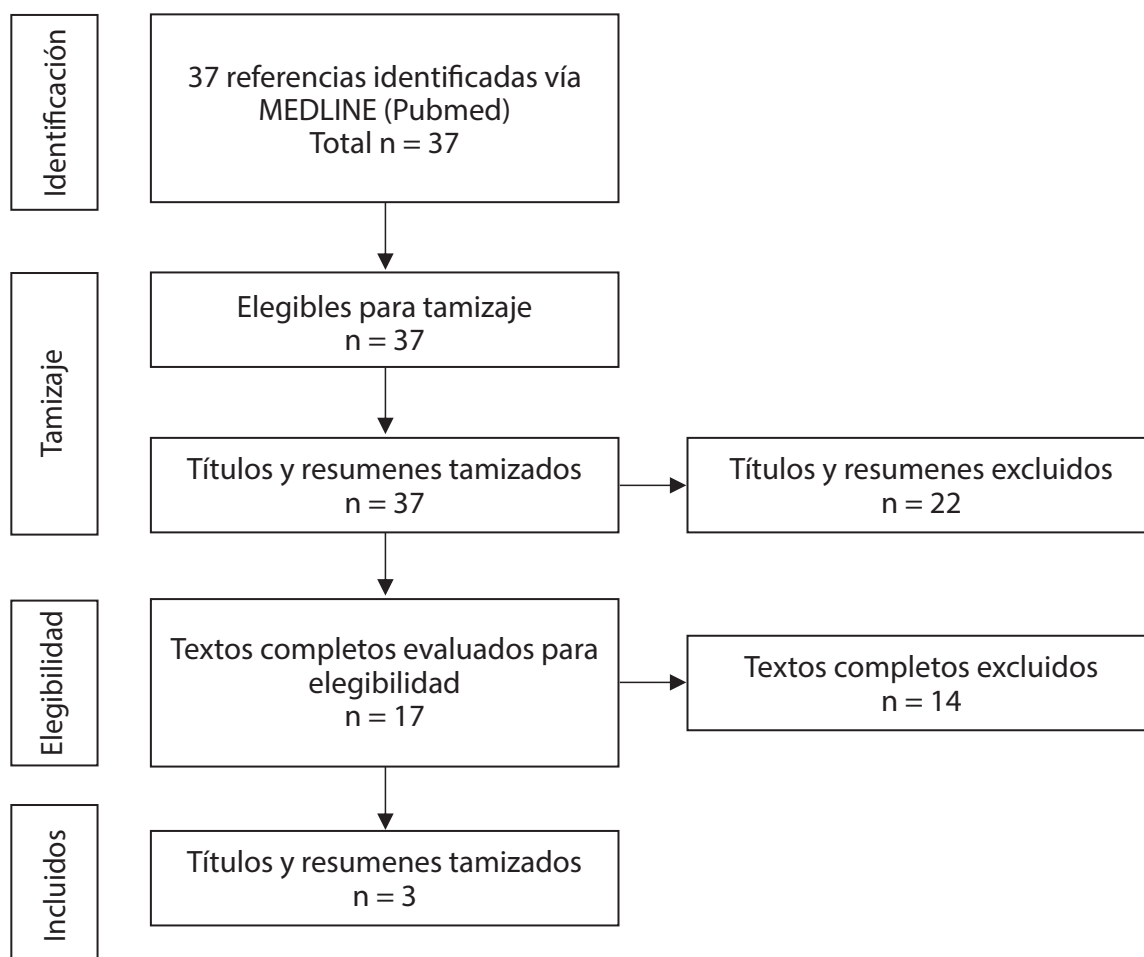 Identificación
37 referencias identificadas vía
MEDLINE (Pubmed)
Total n = 37
Tamizaje
Elegibles para tamizaje
n = 37
Títulos y resumenes tamizados
n = 37
Títulos y resumenes excluidos
n = 22
Elegibilidad
Textos completos evaluados para
elegibilidad
n = 17
Textos completos excluidos
n = 14
Incluidos
Títulos y resumenes tamizados
n = 3